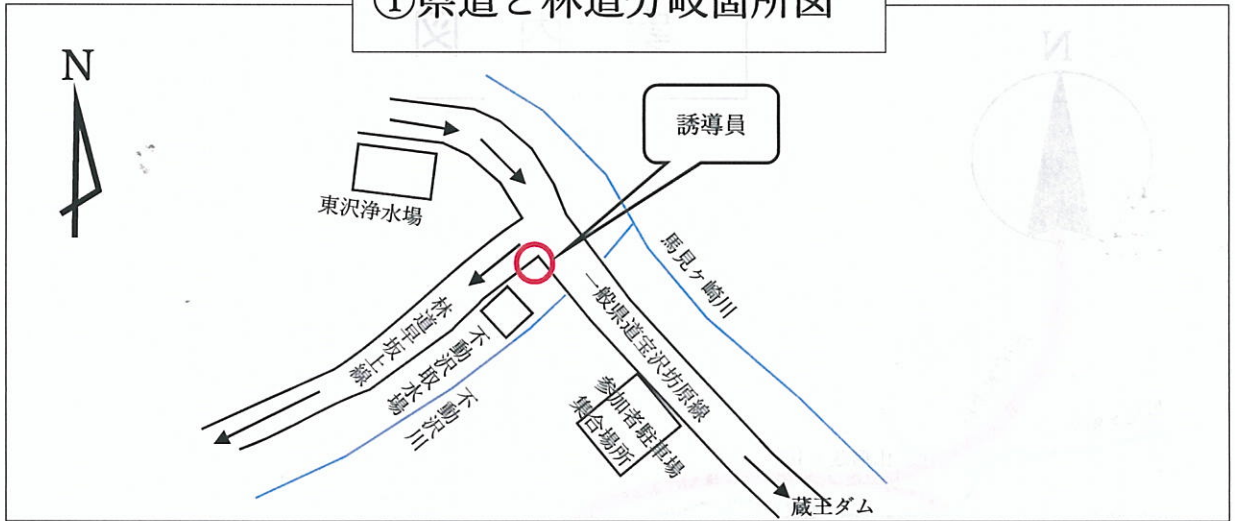 ①県道と林道分岐箇所図
N
誘導員
東沢浄水場
馬見ヶ崎川
一般県道宝沢坊原線
林道早坂上線
不動沢取水場
不動沢川
参加者駐車場
集合場所
蔵王ダム